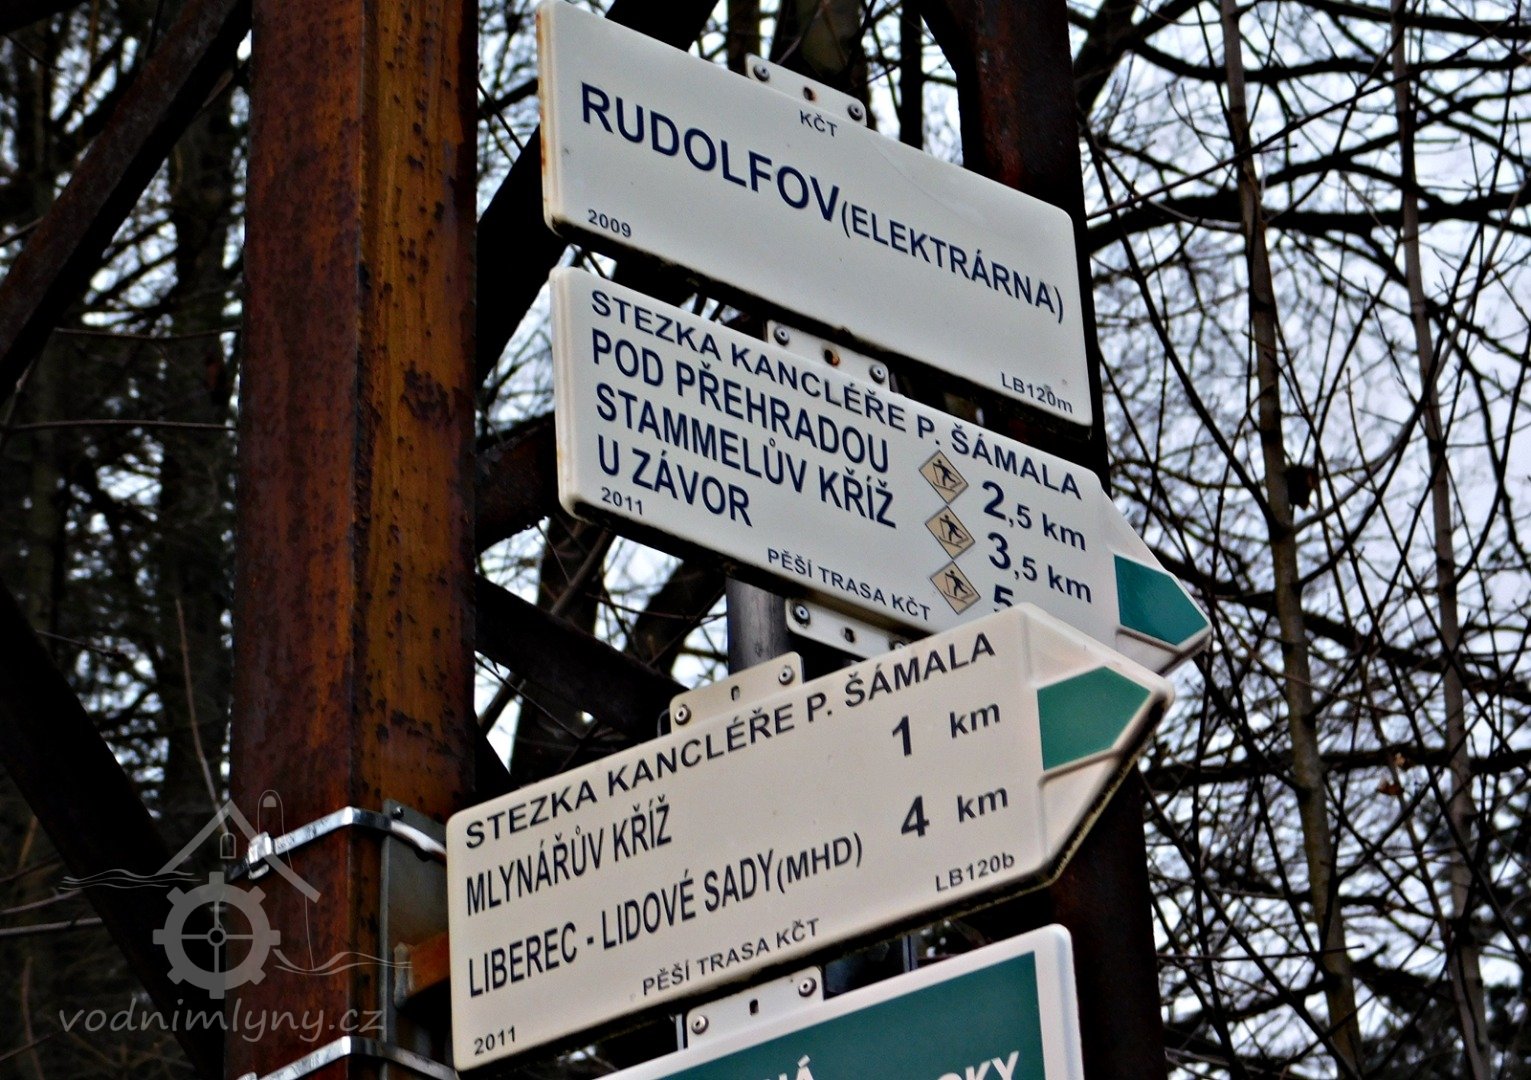 KČT
RUDOLFOV (ELEKTRÁRNA)
2009
LB120m
STEZKA KANCLÉŘE P. ŠÁMALA
POD PŘEHRADOU 2,5 km
STAMMELŮV KŘÍŽ 3,5 km
U ZÁVOR 5
2011
PĚŠÍ TRASA KČT
STEZKA KANCLÉŘE P. ŠÁMALA
MLYNÁŘŮV KŘÍŽ 1 km
LIBEREC - LIDOVÉ SADY (MHD) 4 km
LB120b
PĚŠÍ TRASA KČT
2011
vodnimlyny.cz